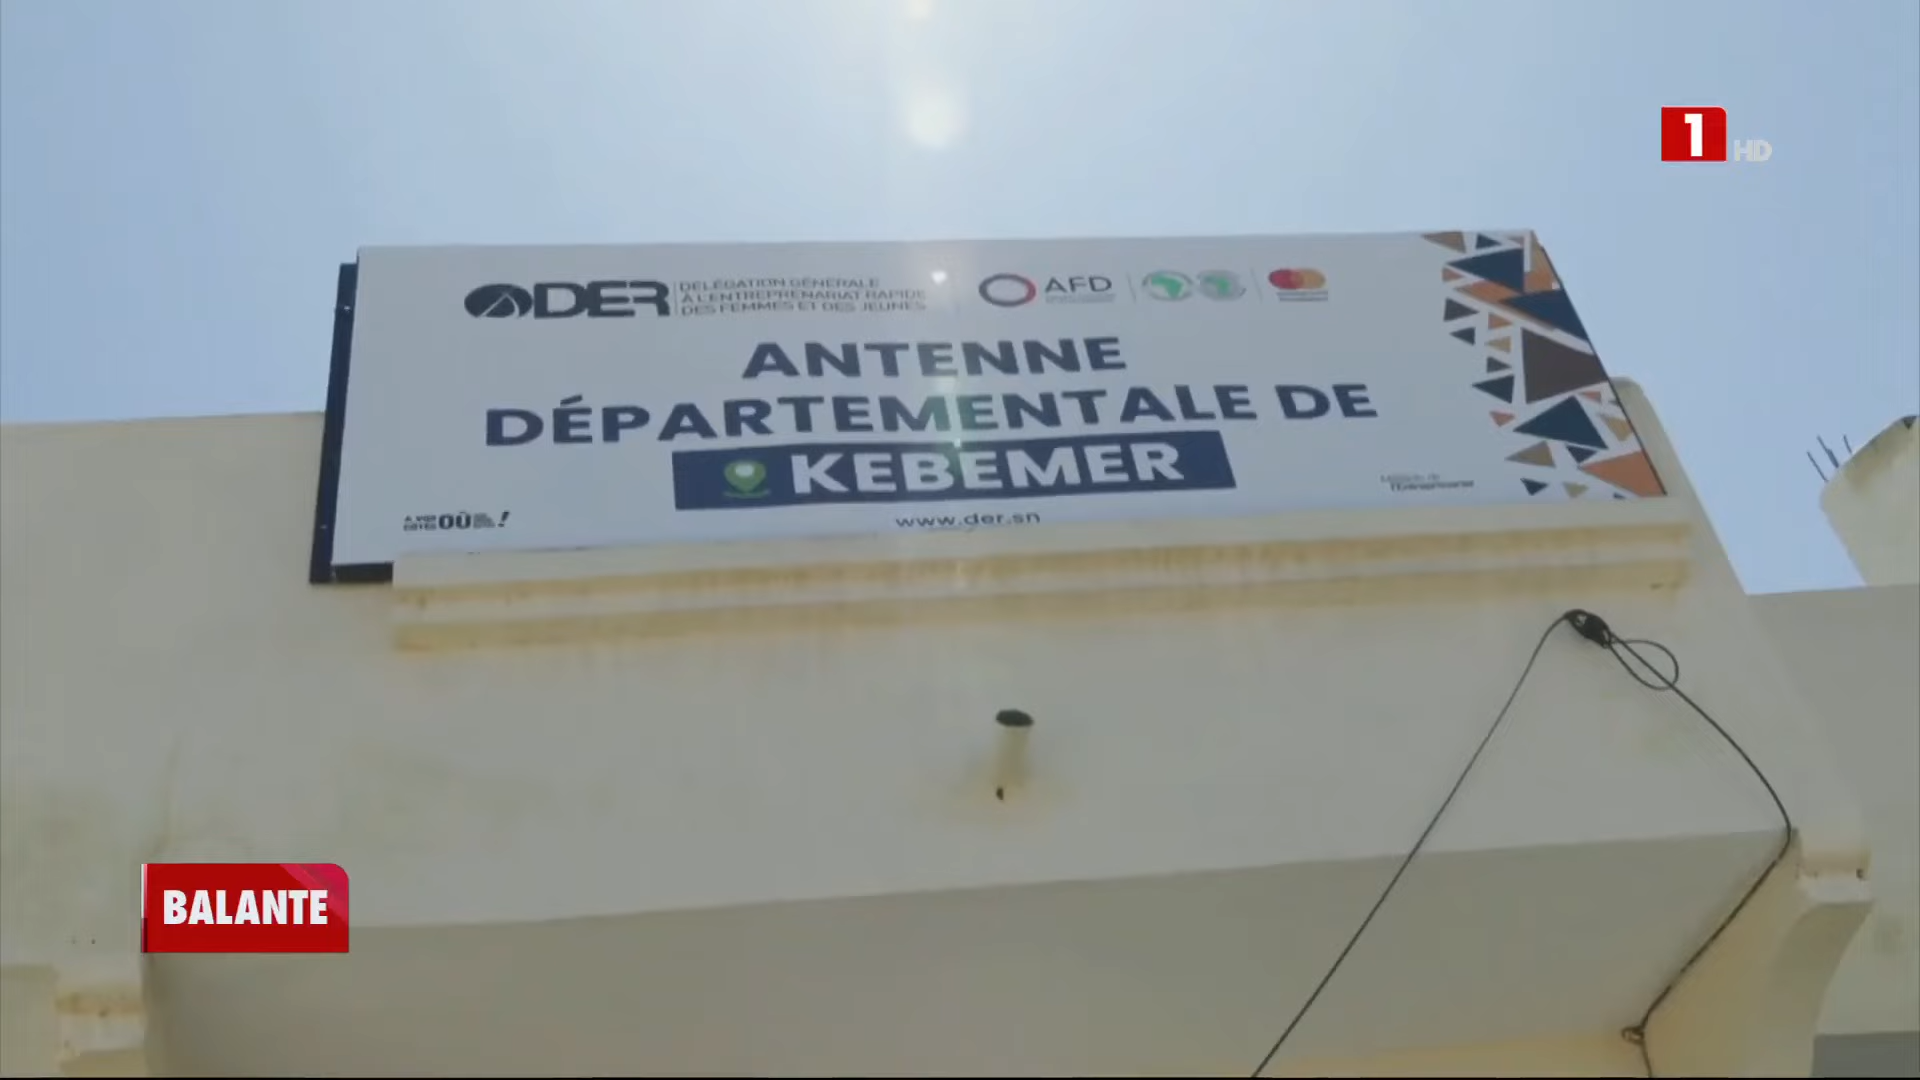 1 HD
DER
DÉLÉGATION GÉNÉRALE
À L'ENTREPRENARIAT RAPIDE
DES FEMMES ET DES JEUNES
AFD
ANTENNE
DÉPARTEMENTALE DE
KEBEMER
OÙ !
www.der.sn
BALANTE